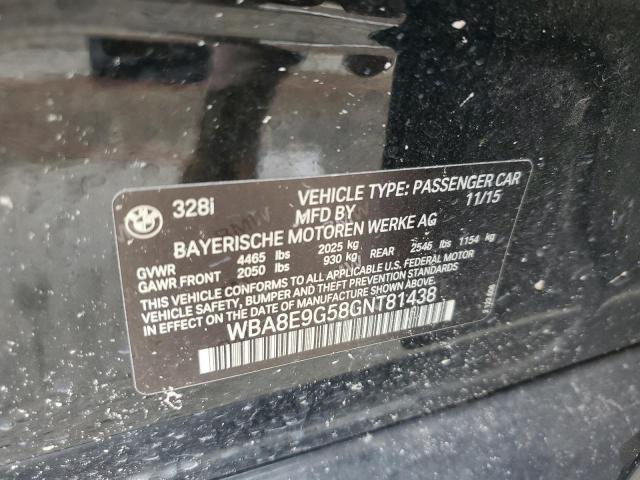 BMW
328i
VEHICLE TYPE: PASSENGER CAR
MFD BY 11/15
BAYERISCHE MOTOREN WERKE AG
GVWR 4465 lbs 2025 kg
GAWR FRONT 2050 lbs 930 kg REAR 2546 lbs 1154 kg
THIS VEHICLE CONFORMS TO ALL APPLICABLE U.S. FEDERAL MOTOR
VEHICLE SAFETY, BUMPER AND THEFT PREVENTION STANDARDS
IN EFFECT ON THE DATE OF MANUFACTURE SHOWN ABOVE.
WBA8E9G58GNT81438